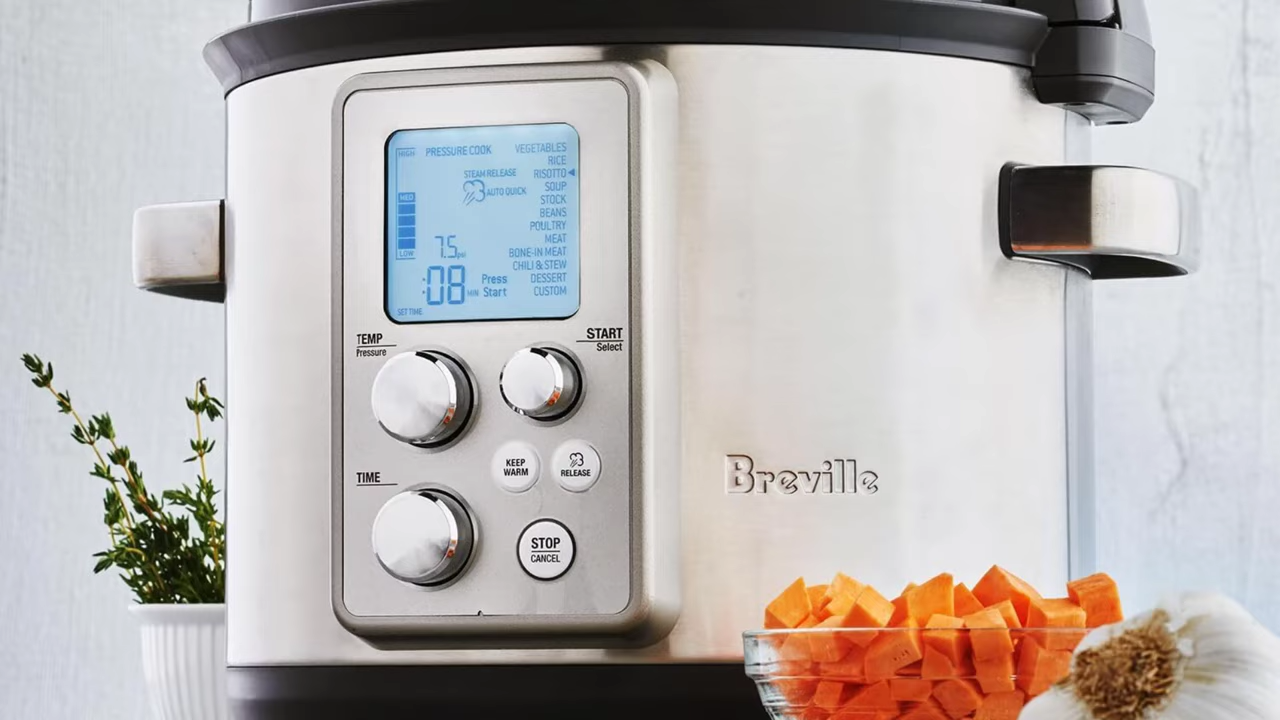 HIGH
PRESSURE COOK
STEAM RELEASE
AUTO QUICK
MED
LOW
7.5 psi
08 MIN
Press
Start
SET TIME
VEGETABLES
RICE
RISOTTO
SOUP
STOCK
BEANS
POULTRY
MEAT
BONE-IN MEAT
CHILI & STEW
DESSERT
CUSTOM
TEMP
Pressure
START
Select
KEEP
WARM
RELEASE
TIME
STOP
CANCEL
Breville